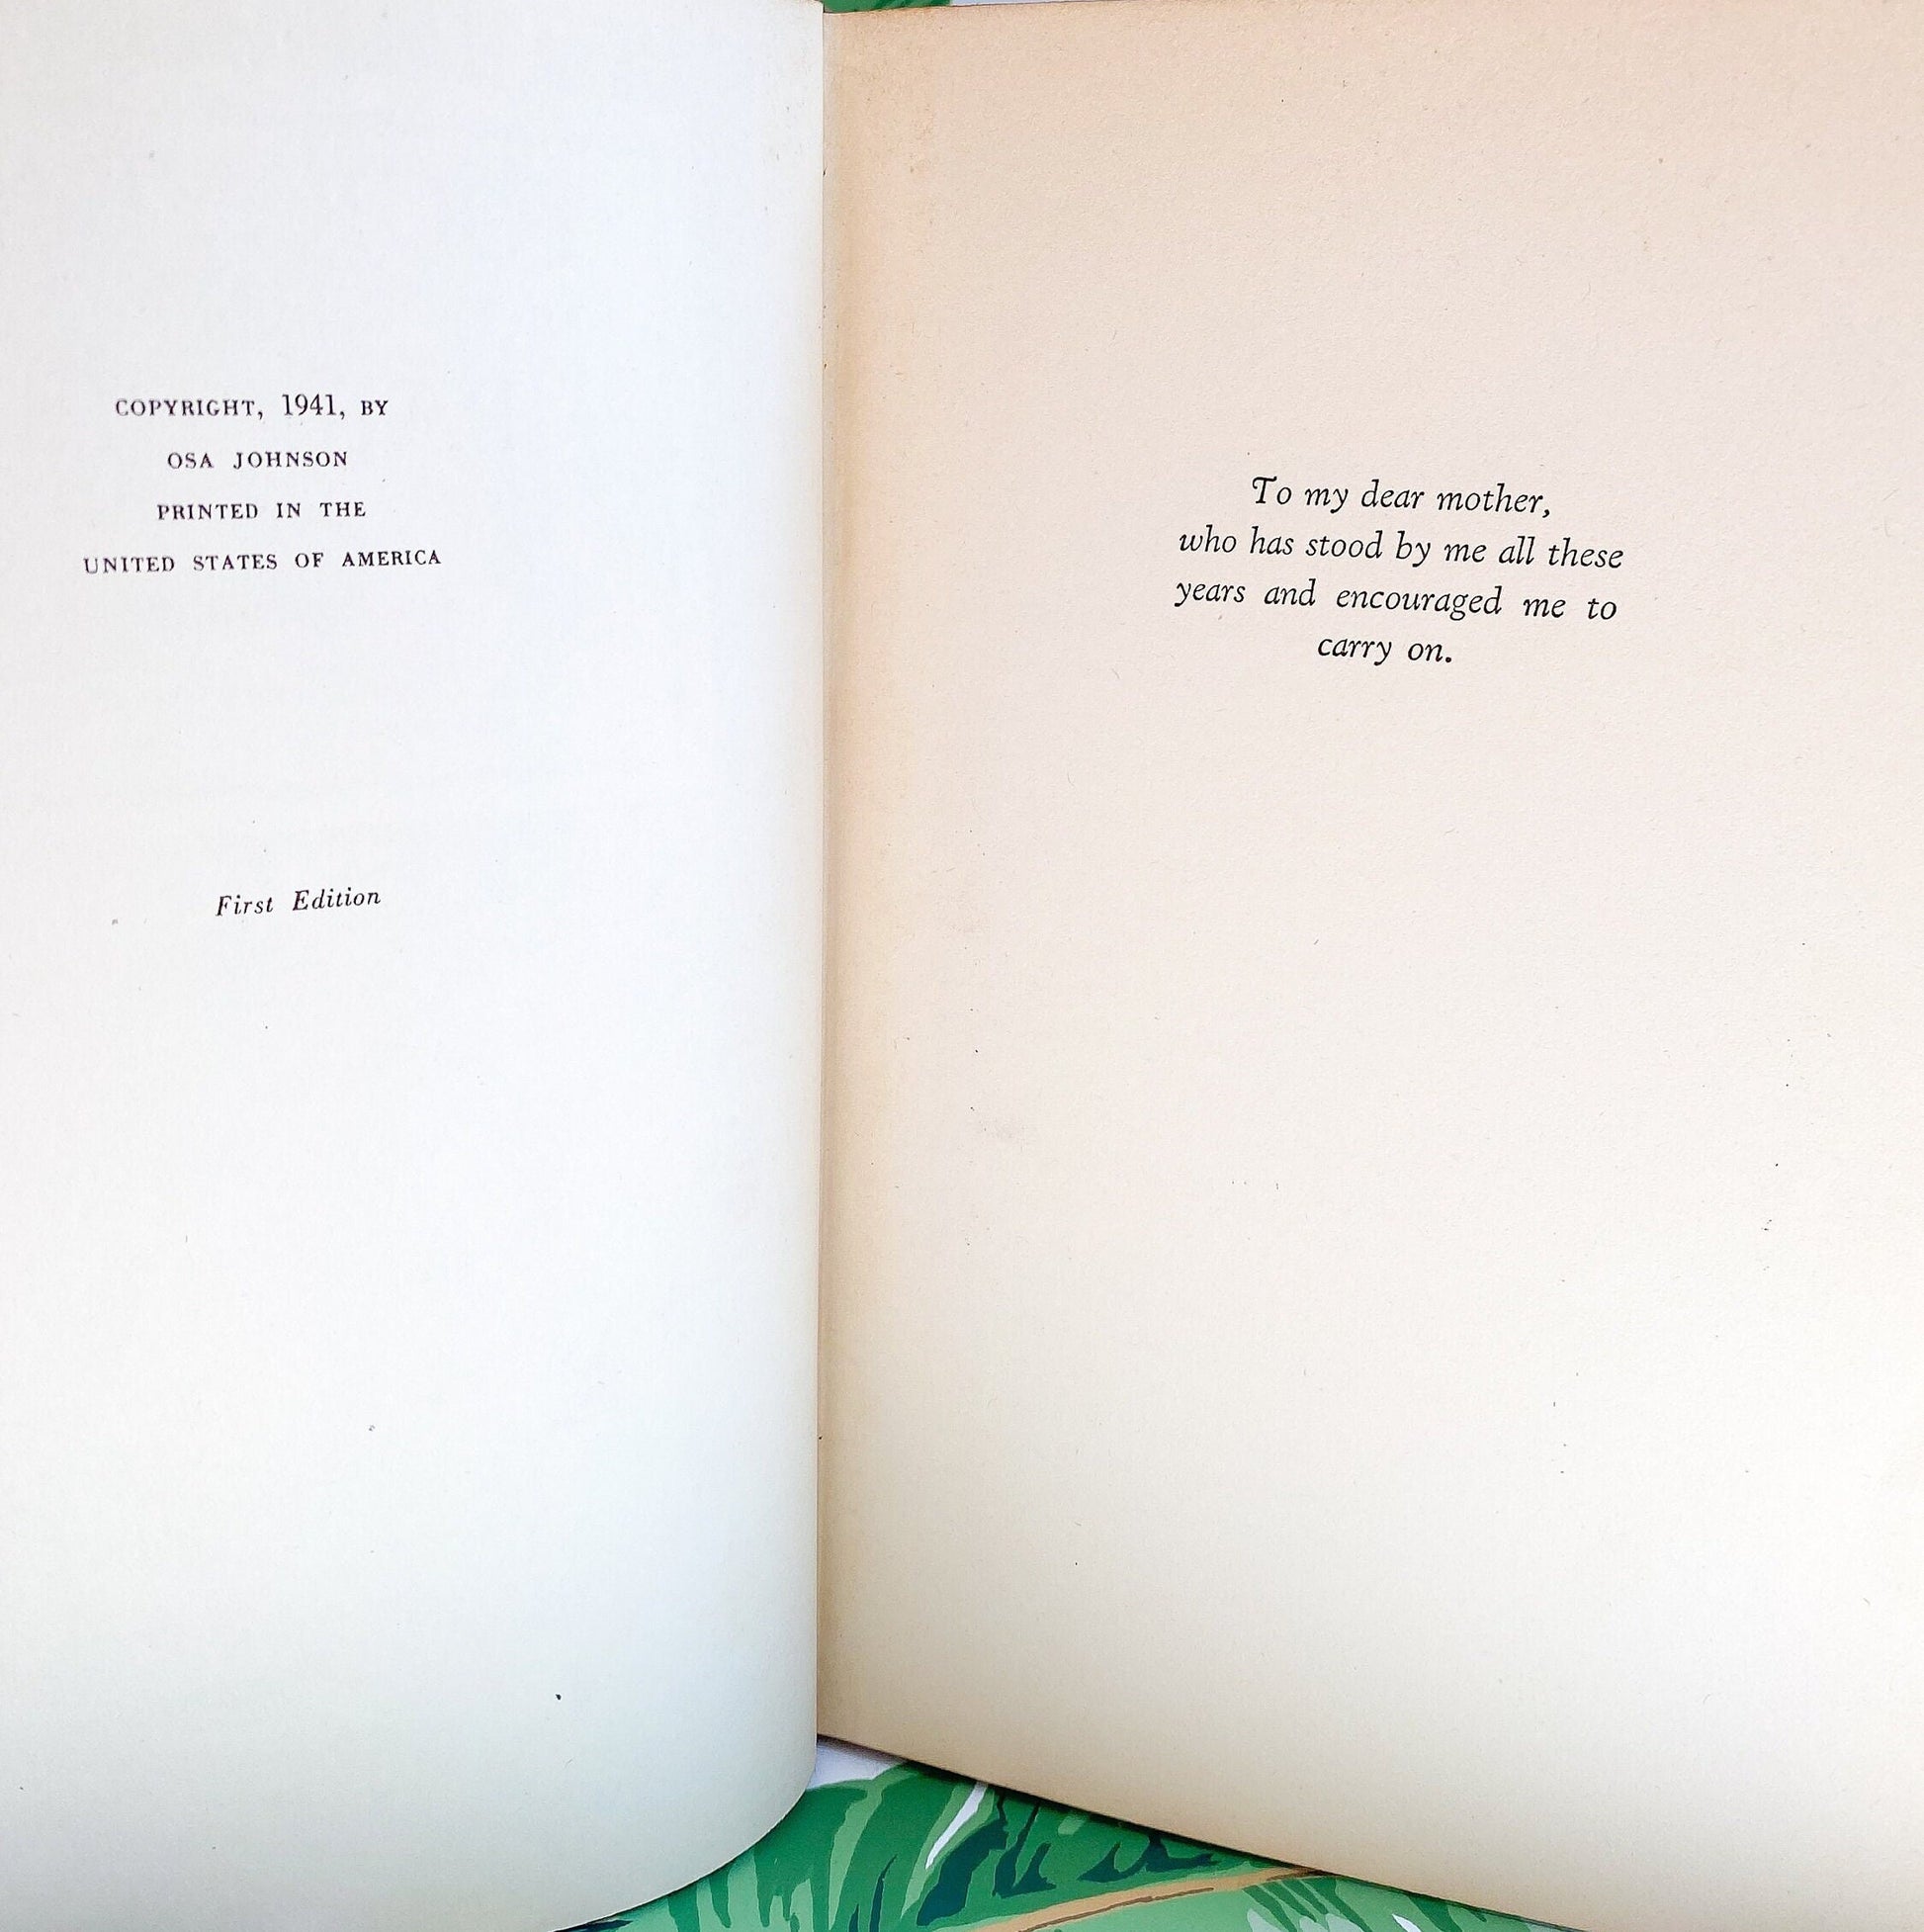 COPYRIGHT, 1941, BY
OSA JOHNSON
PRINTED IN THE
UNITED STATES OF AMERICA
First Edition
To my dear mother,
who has stood by me all these
years and encouraged me to
carry on.